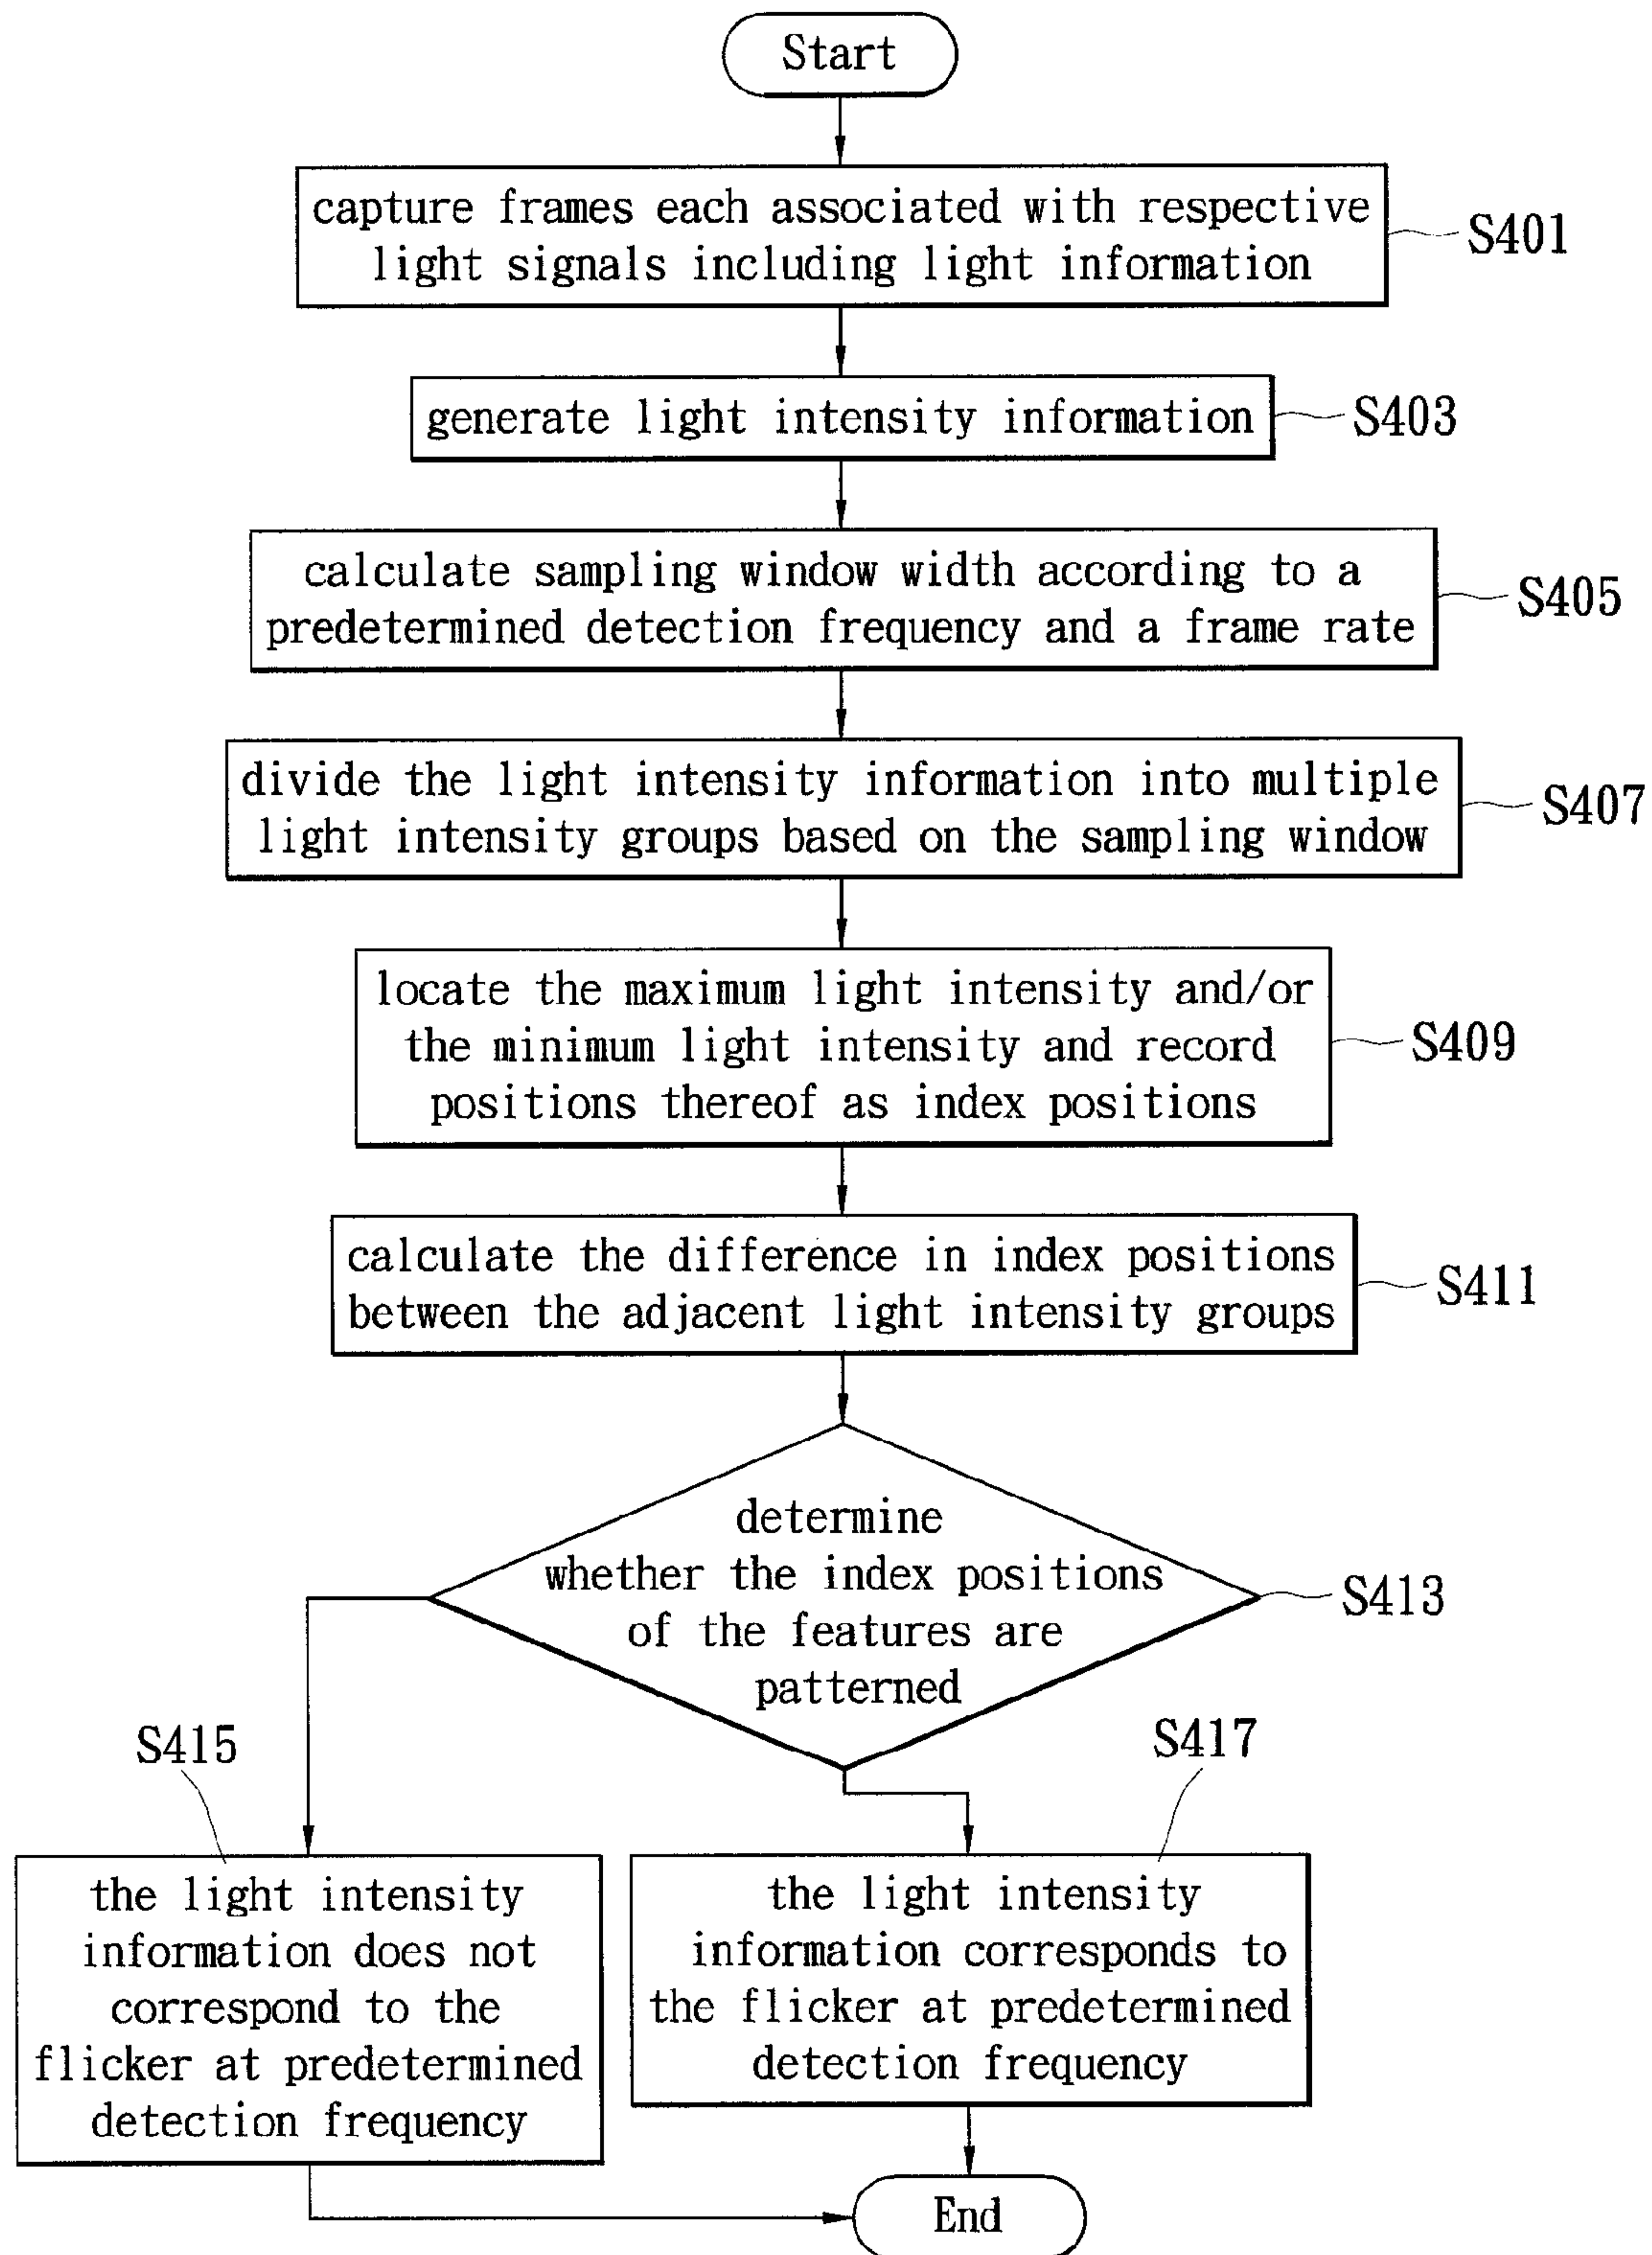 Start
capture frames each associated with respective
light signals including light information
S401
generate light intensity information
S403
calculate sampling window width according to a
predetermined detection frequency and a frame rate
S405
divide the light intensity information into multiple
light intensity groups based on the sampling window
S407
locate the maximum light intensity and/or
the minimum light intensity and record
positions thereof as index positions
S409
calculate the difference in index positions
between the adjacent light intensity groups
S411
determine
whether the index positions
of the features are
patterned
S413
S415
the light intensity
information does not
correspond to the
flicker at predetermined
detection frequency
S417
the light intensity
information corresponds to
the flicker at predetermined
detection frequency
End